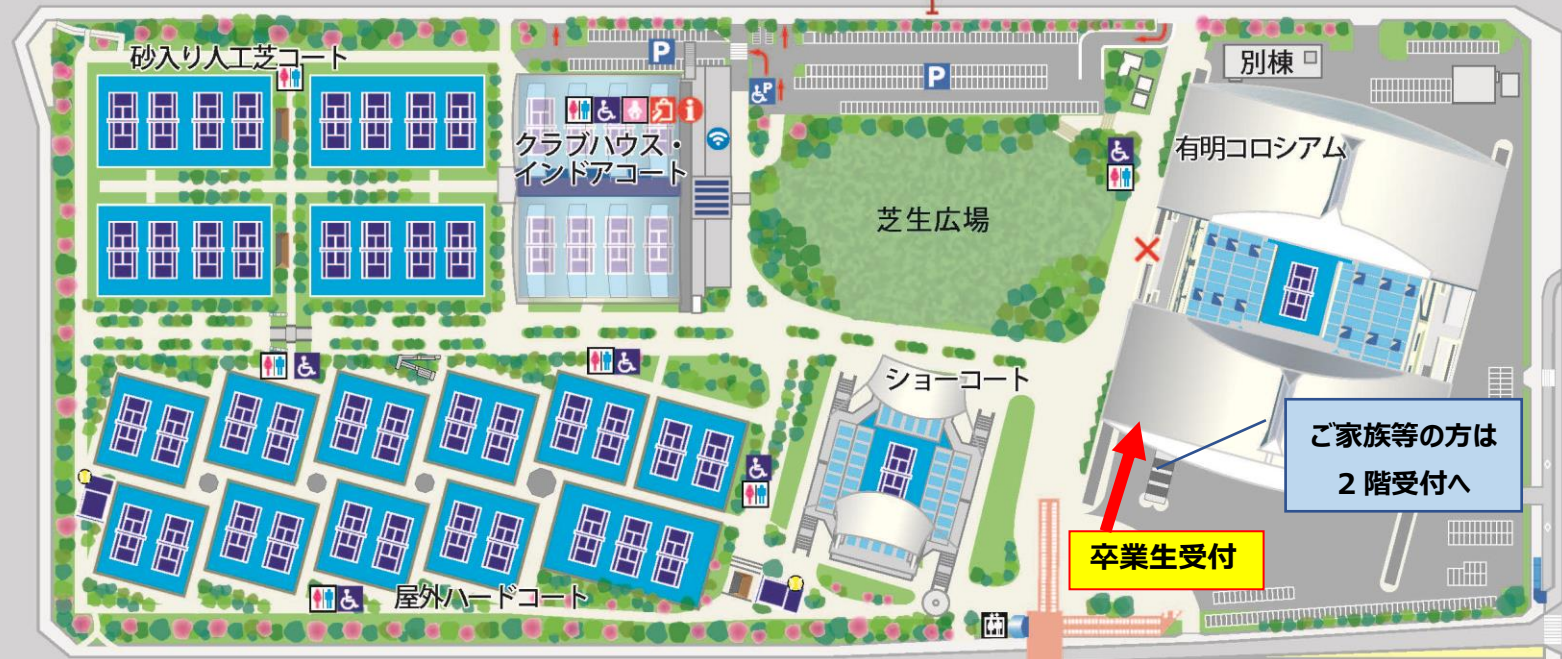 砂入り人工芝コート
P
P
P
別棟
クラブハウス・
インドアコート
有明コロシアム
芝生広場
ショーコート
ご家族等の方は
2 階受付へ
卒業生受付
屋外ハードコート